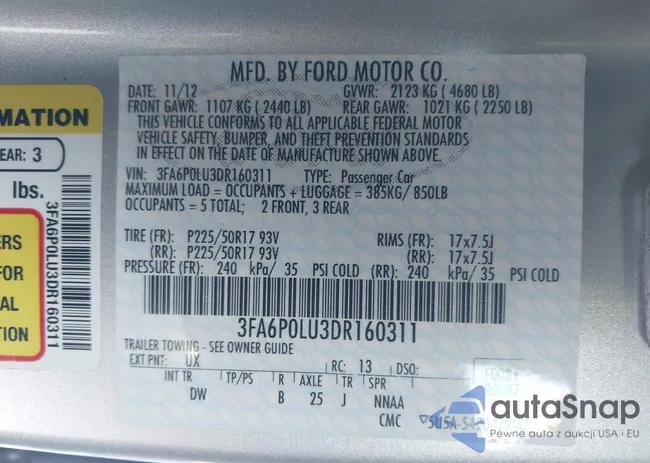 MFD. BY FORD MOTOR CO.
DATE: 11/12 GVWR: 2123 KG ( 4680 LB)
FRONT GAWR: 1107 KG ( 2440 LB) REAR GAWR: 1021 KG ( 2250 LB)
THIS VEHICLE CONFORMS TO ALL APPLICABLE FEDERAL MOTOR
VEHICLE SAFETY, BUMPER, AND THEFT PREVENTION STANDARDS
IN EFFECT ON THE DATE OF MANUFACTURE SHOWN ABOVE.
VIN: 3FA6P0LU3DR160311 TYPE: Passenger Car
MAXIMUM LOAD = OCCUPANTS + LUGGAGE = 385KG/ 850LB
OCCUPANTS = 5 TOTAL: 2 FRONT, 3 REAR
TIRE (FR): P225/50R17 93V RIMS (FR): 17x7.5J
(RR): P225/50R17 93V (RR): 17x7.5J
PRESSURE (FR): 240 kPa/ 35 PSI COLD (RR): 240 kPa/ 35 PSI COLD
3FA6P0LU3DR160311
TRAILER TOWING - SEE OWNER GUIDE
EXT PNT: UX RC: 13 DSO:
INT TR TP/PS R AXLE TR SPR
DW B 25 J NNAA
CMC
MATION
EAR: 3
lbs.
ERS
FOR
AL
TION
3FA6P0LU3DR160311
autaSnap
Pewne auta z aukcji USA i EU